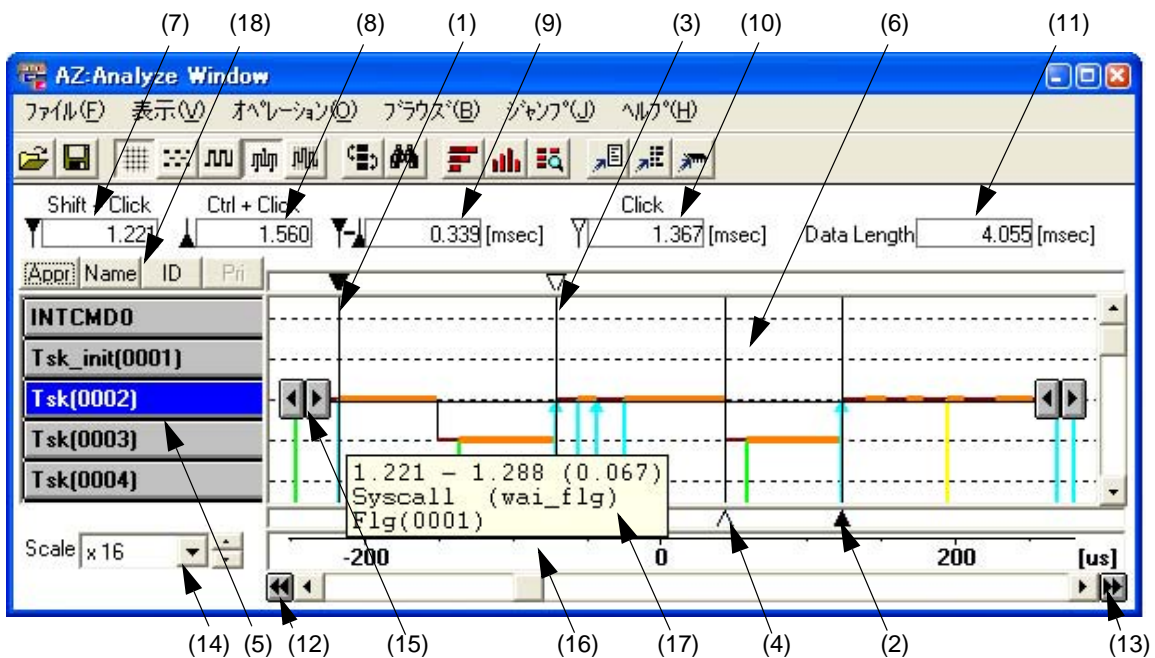 (7) (18) (8) (1) (9) (3) (10) (6) (11)
AZ:Analyze Window
ファイル(F) 表示(V) オペレーション(O) ブラウズ(B) ジャンプ(J) ヘルプ(H)
Shift + Click Ctrl + Click Click
1.221 1.560 0.339 [msec] 1.367 [msec] Data Length 4.055 [msec]
Appr Name ID Pri
INTCMD0
Tsk_init(0001)
Tsk(0002)
Tsk(0003)
Tsk(0004)
1.221 - 1.288 (0.067)
Syscall (wai_flg)
Flg(0001)
Scale x 16
-200 0 200 [us]
(14) (5) (12) (15) (16) (17) (4) (2) (13)